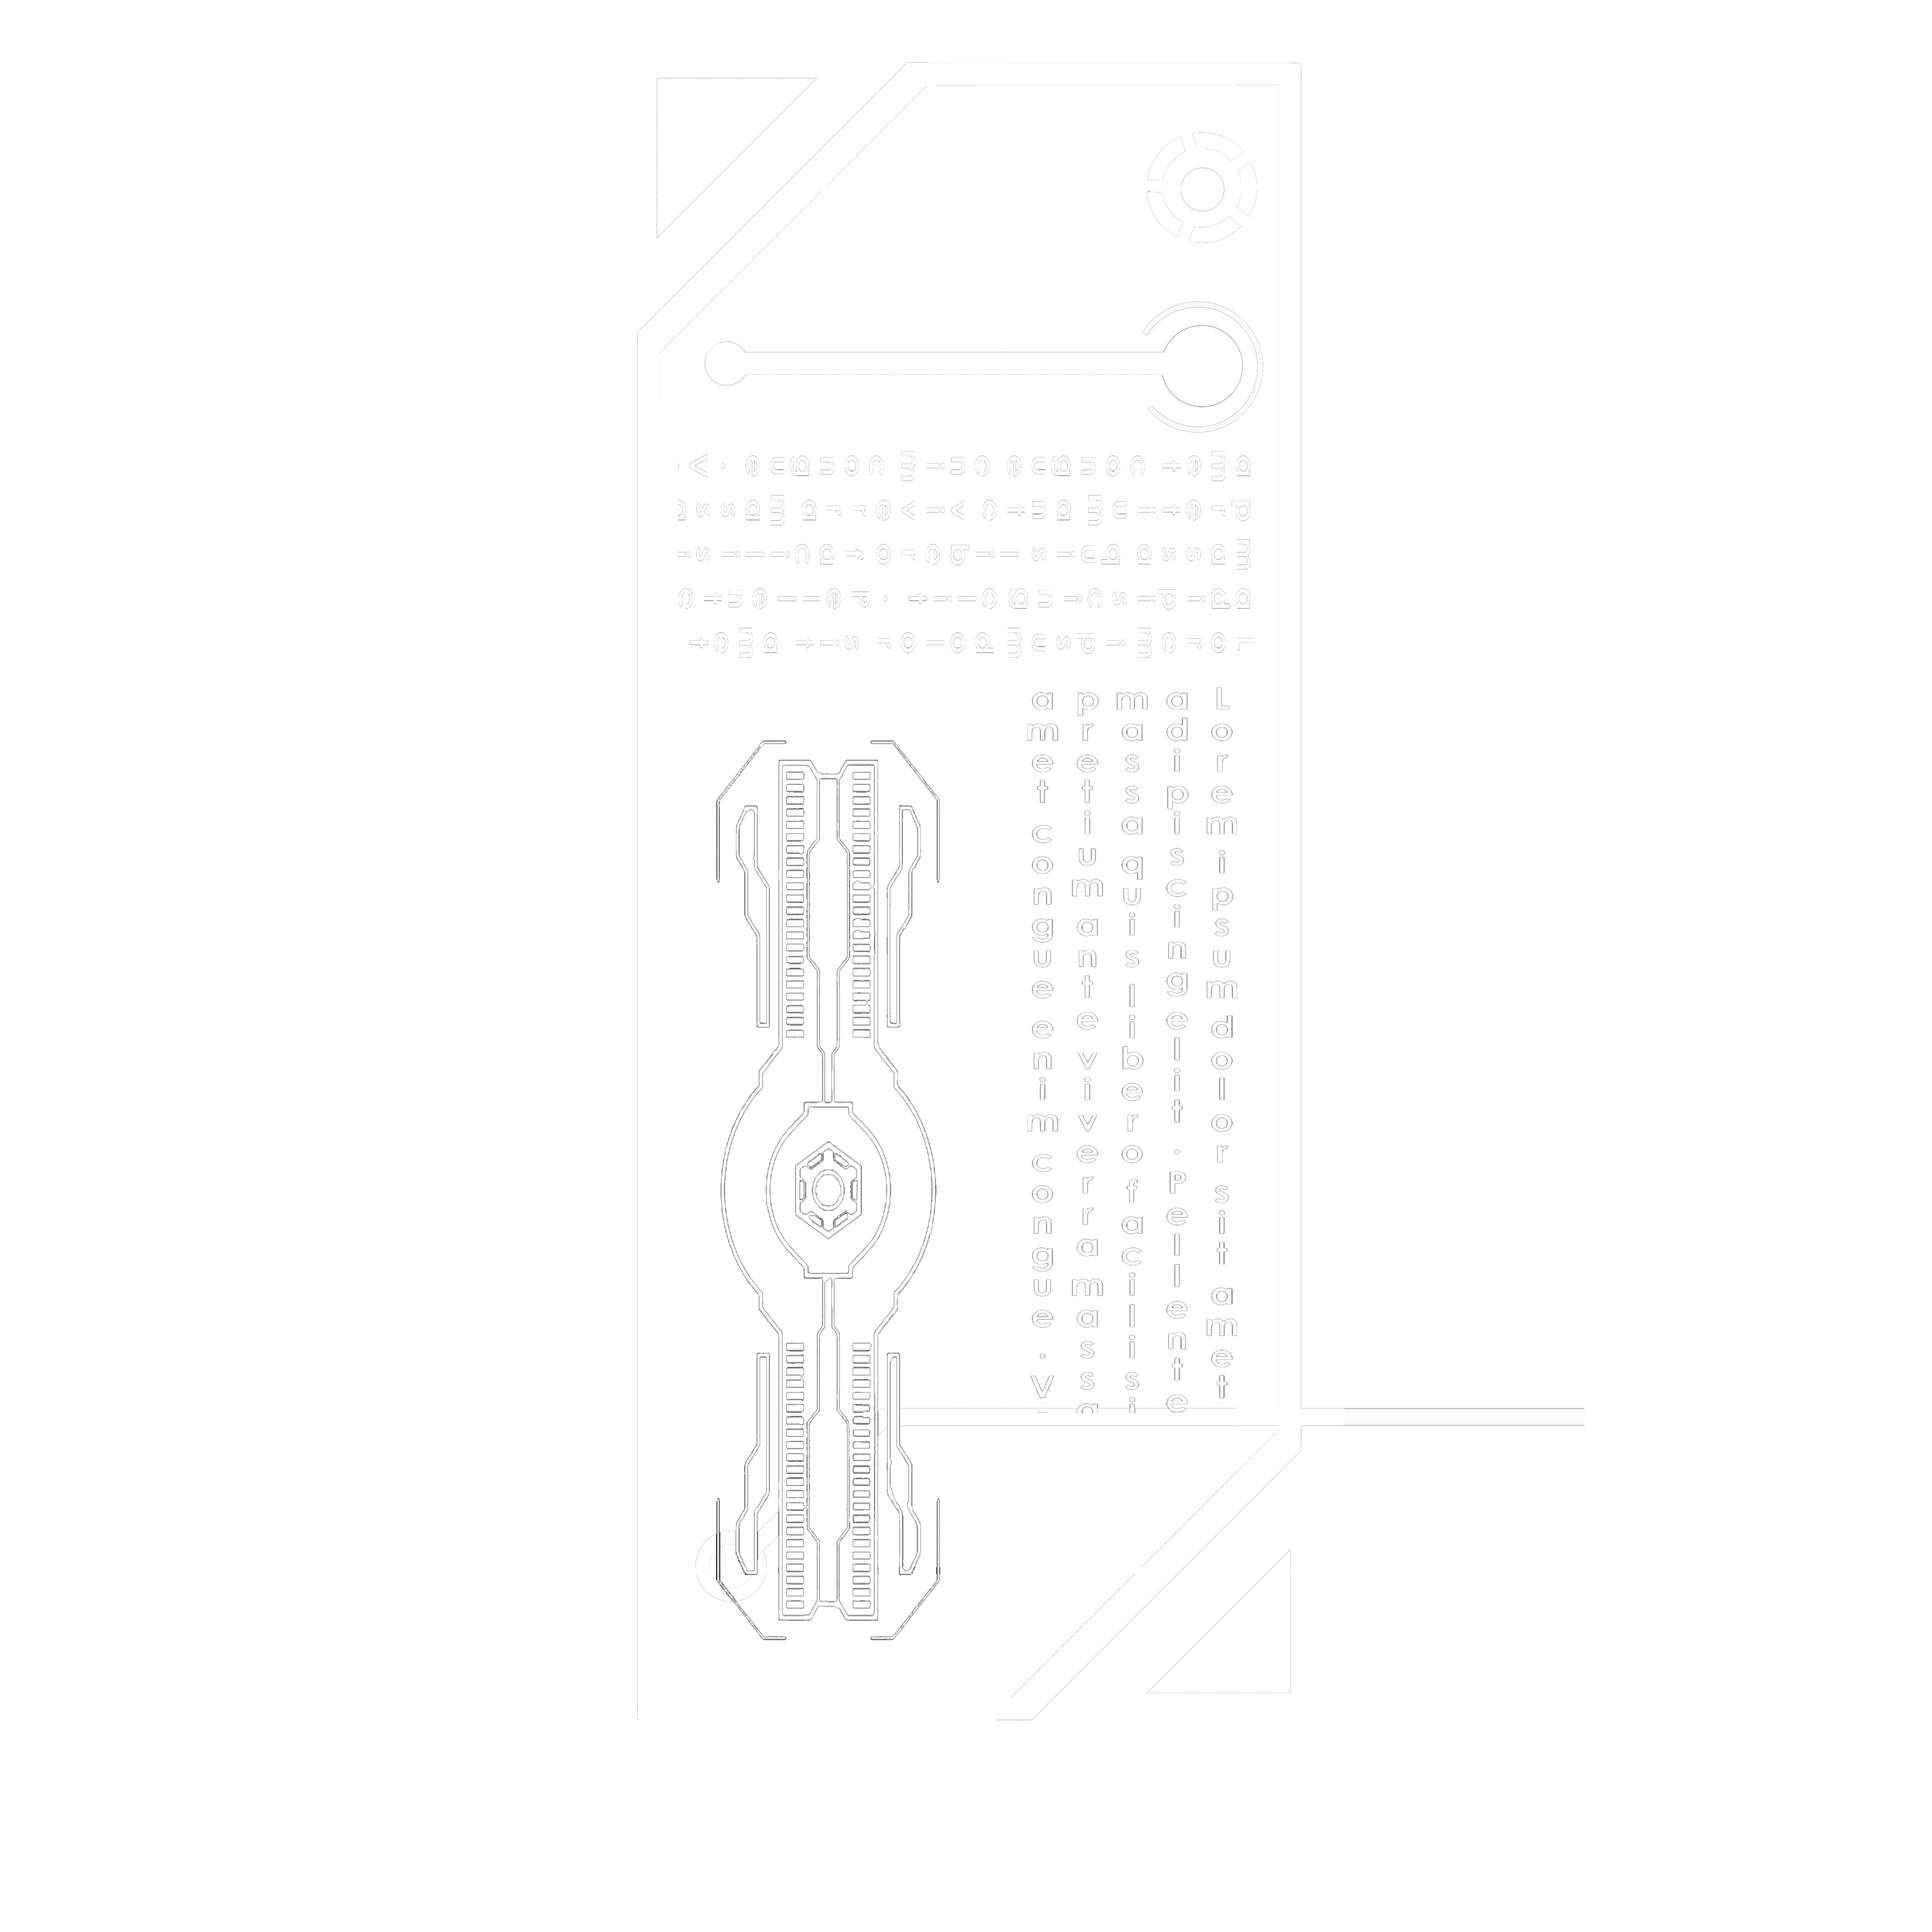 Lorem ipsum dolor sit amet
adipiscing elit. Pellente
massa quis libero facilisi
pretium ante viverra massa
amet congue enim congue. V
Lorem ipsum dolor sit amet
adipiscing elit. Pellente
massa quis libero facilisi
pretium ante viverra massa
amet congue enim congue. V